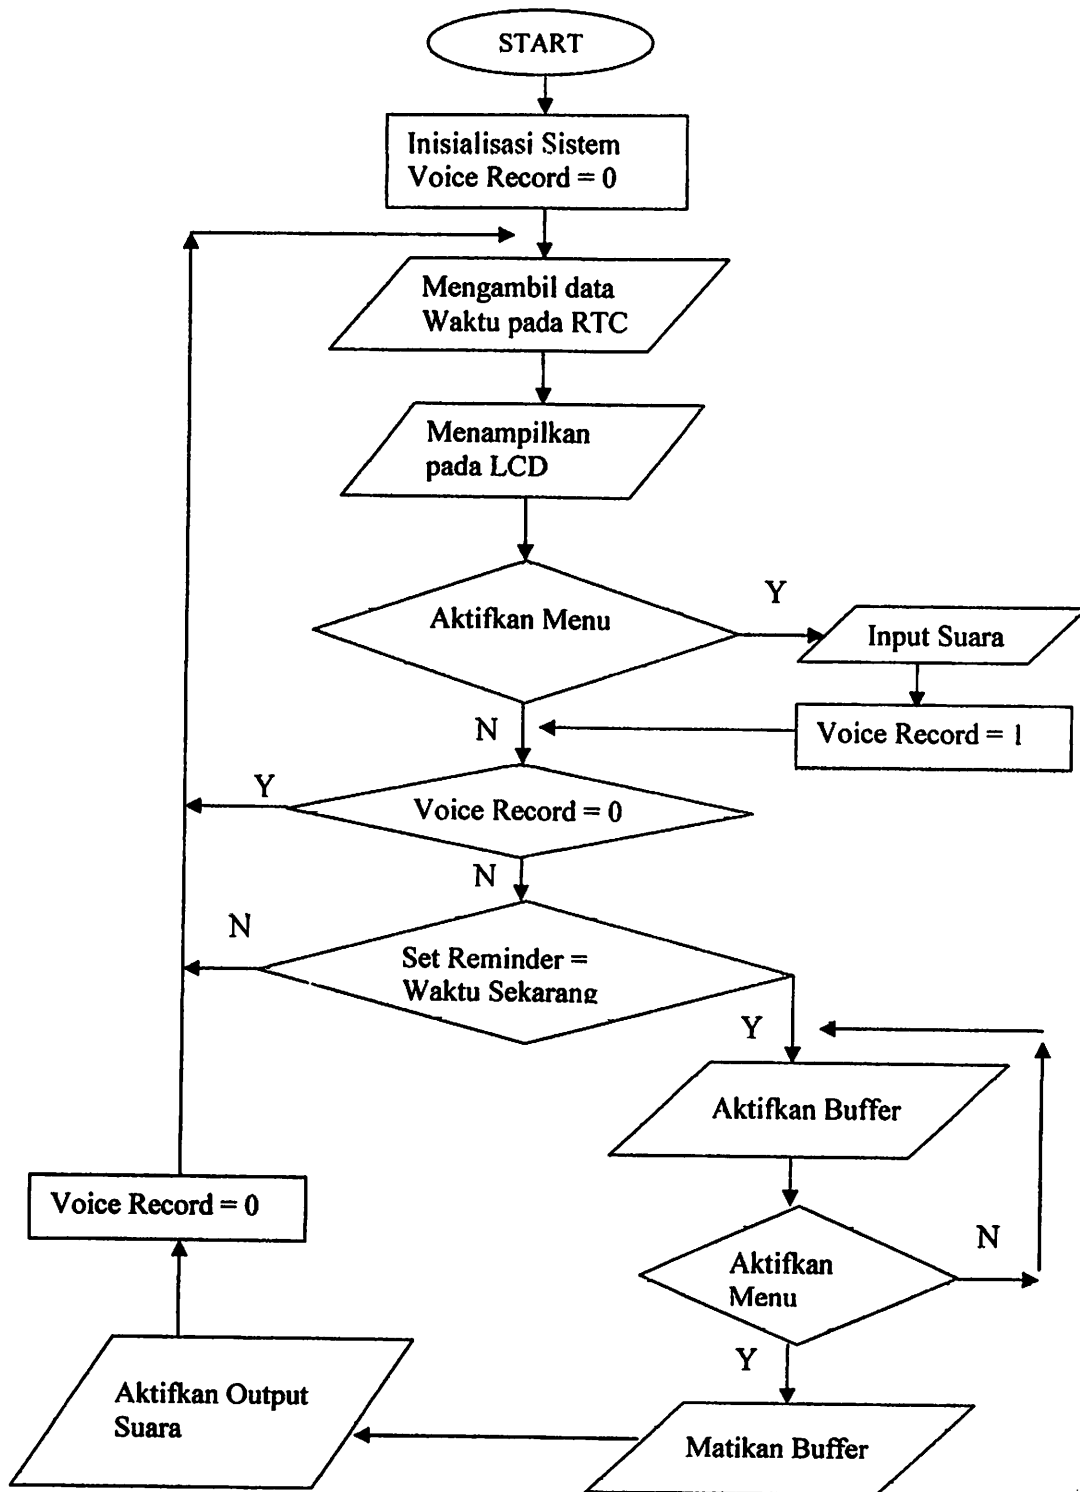 START
Inisialisasi Sistem
Voice Record = 0
Mengambil data
Waktu pada RTC
Menampilkan
pada LCD
Aktifkan Menu
Y
Input Suara
Voice Record = 1
N
Voice Record = 0
Y
N
Set Reminder =
Waktu Sekarang
N
Y
Aktifkan Buffer
Aktifkan
Menu
N
Y
Matikan Buffer
Aktifkan Output
Suara
Voice Record = 0